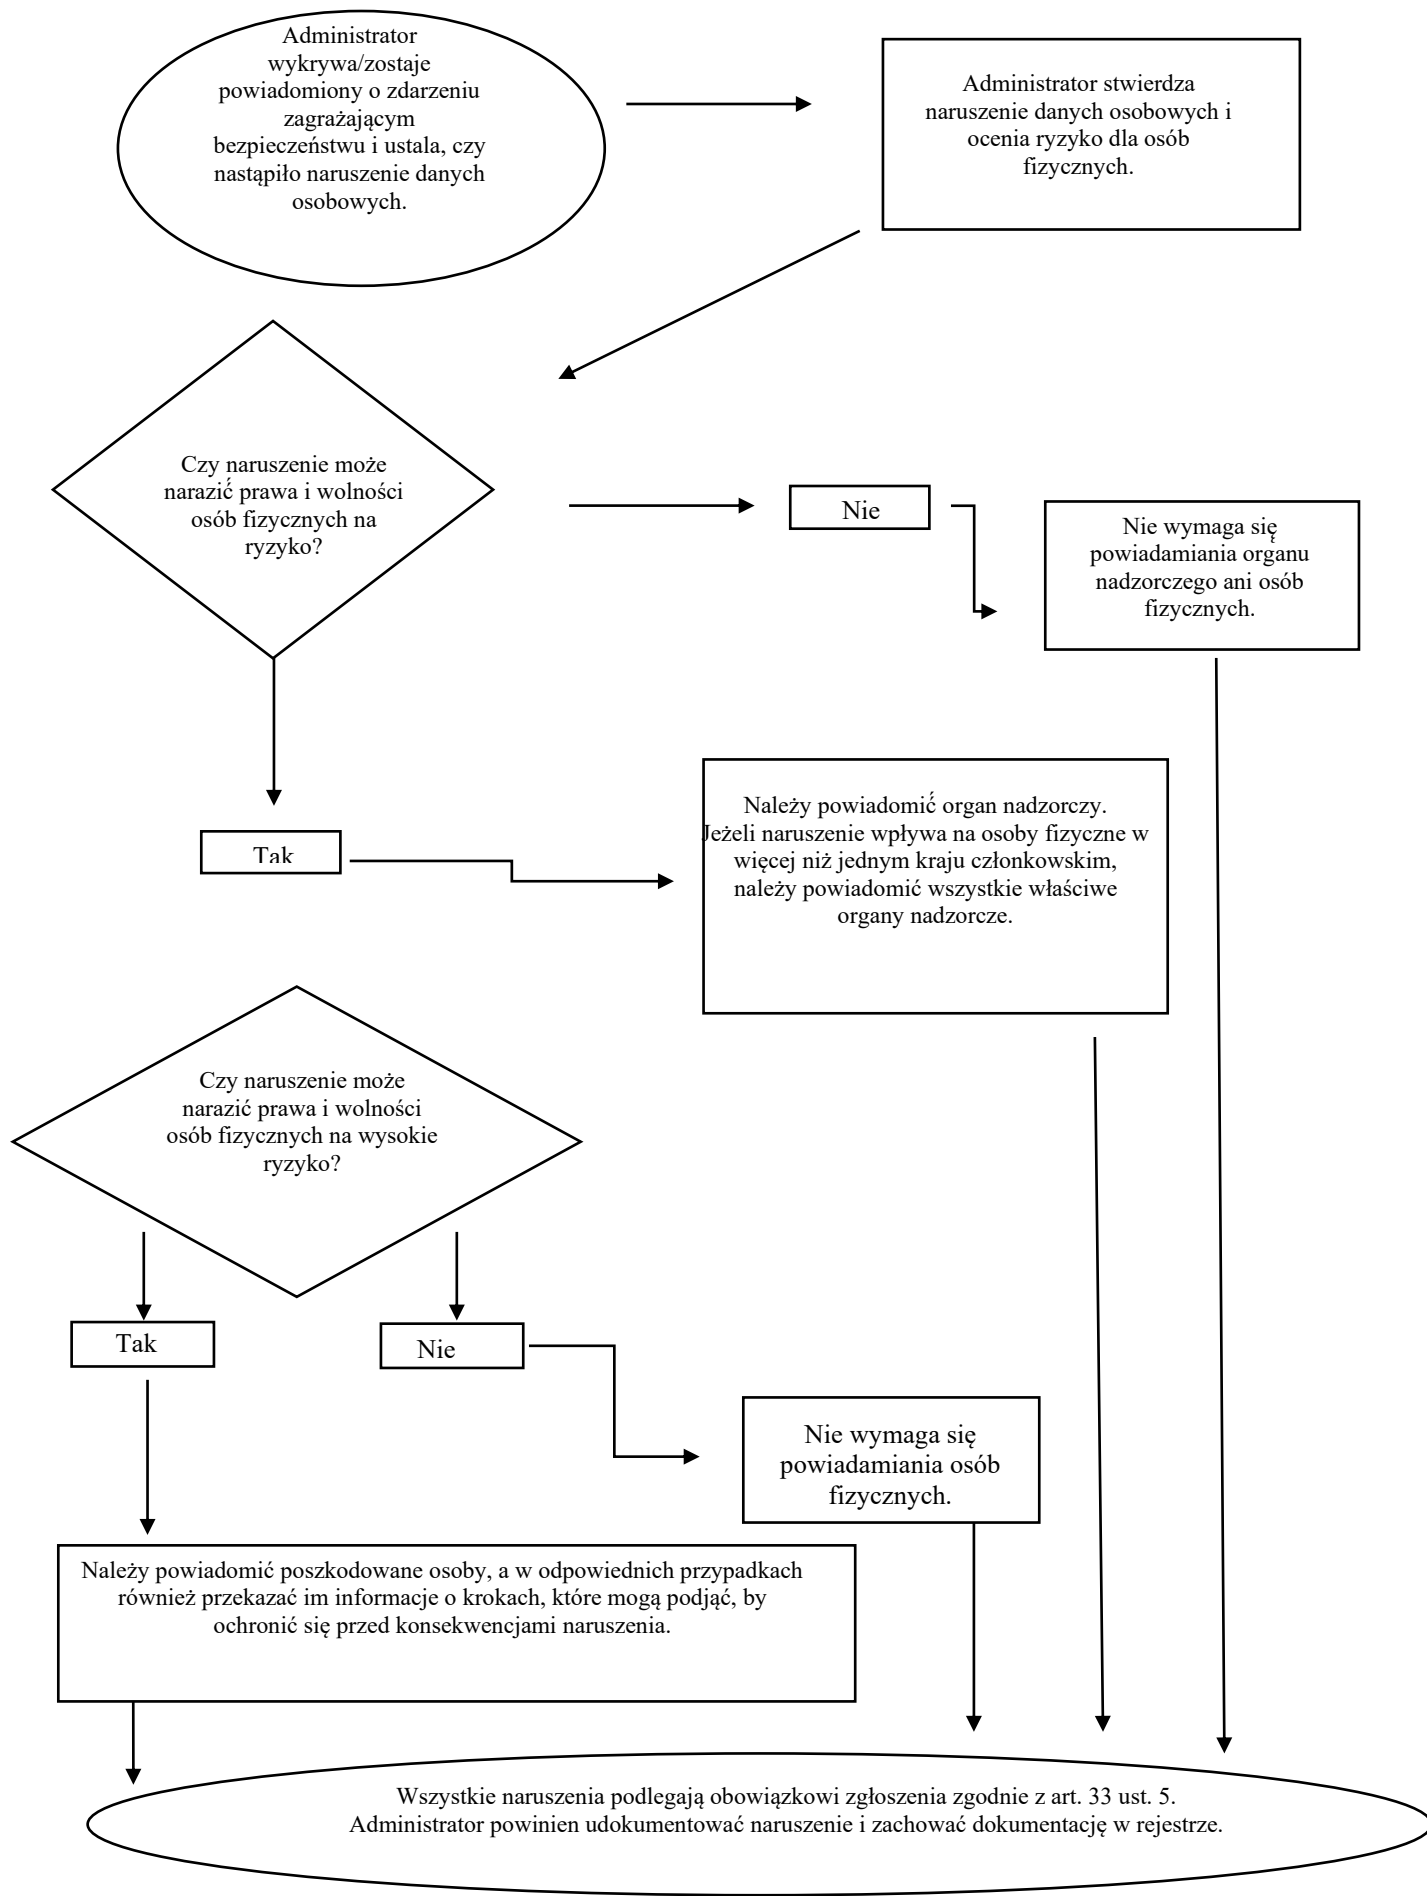 Administrator
wykrywa/zostaje
powiadomiony o zdarzeniu
zagrażającym
bezpieczeństwu i ustala, czy
nastąpiło naruszenie danych
osobowych.
Administrator stwierdza
naruszenie danych osobowych i
ocenia ryzyko dla osób
fizycznych.
Czy naruszenie może
narazić prawa i wolności
osób fizycznych na
ryzyko?
Nie
Nie wymaga się
powiadamiania organu
nadzorczego ani osób
fizycznych.
Tak
Należy powiadomić organ nadzorczy.
Jeżeli naruszenie wpływa na osoby fizyczne w
więcej niż jednym kraju członkowskim,
należy powiadomić wszystkie właściwe
organy nadzorcze.
Czy naruszenie może
narazić prawa i wolności
osób fizycznych na wysokie
ryzyko?
Tak
Nie
Nie wymaga się
powiadamiania osób
fizycznych.
Należy powiadomić poszkodowane osoby, a w odpowiednich przypadkach
również przekazać im informacje o krokach, które mogą podjąć, by
ochronić się przed konsekwencjami naruszenia.
Wszystkie naruszenia podlegają obowiązkowi zgłoszenia zgodnie z art. 33 ust. 5.
Administrator powinien udokumentować naruszenie i zachować dokumentację w rejestrze.